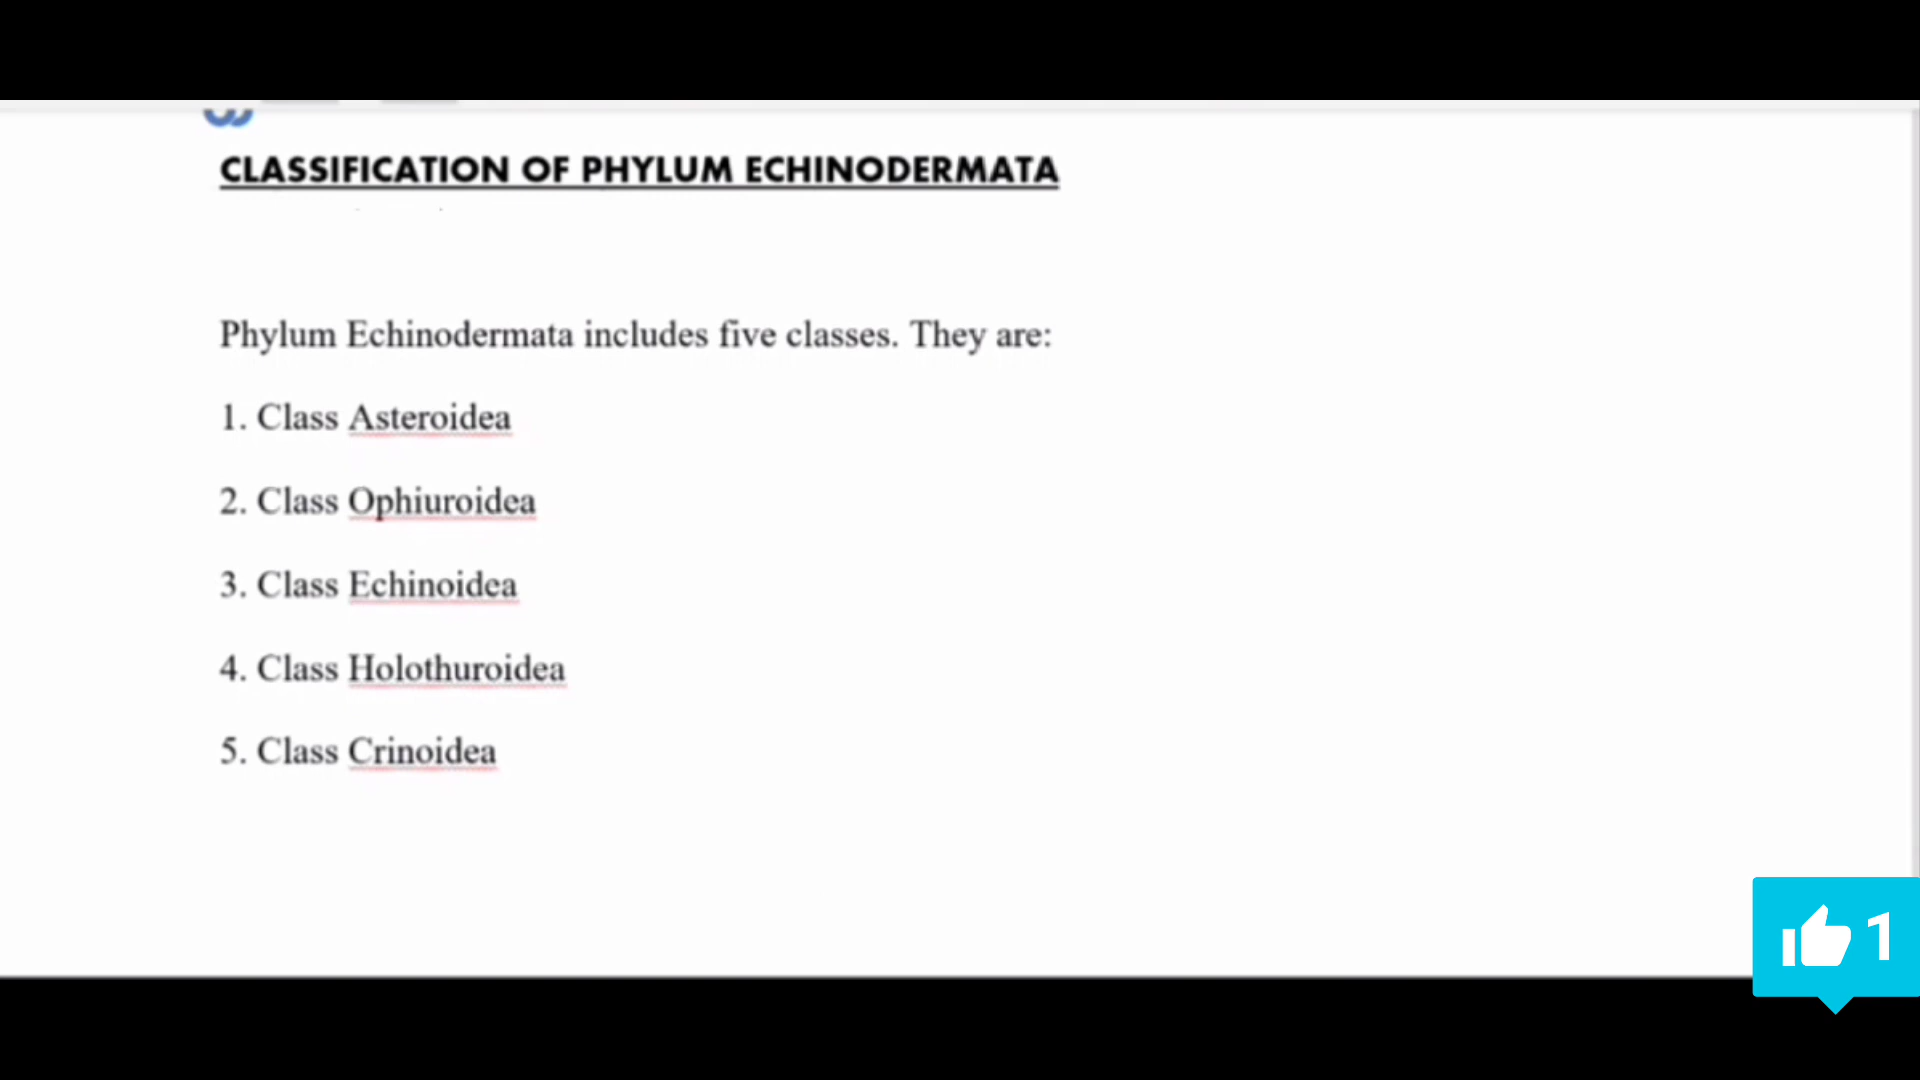 CLASSIFICATION OF PHYLUM ECHINODERMATA
Phylum Echinodermata includes five classes. They are:
1. Class Asteroidea
2. Class Ophiuroidea
3. Class Echinoidea
4. Class Holothuroidea
5. Class Crinoidea
1